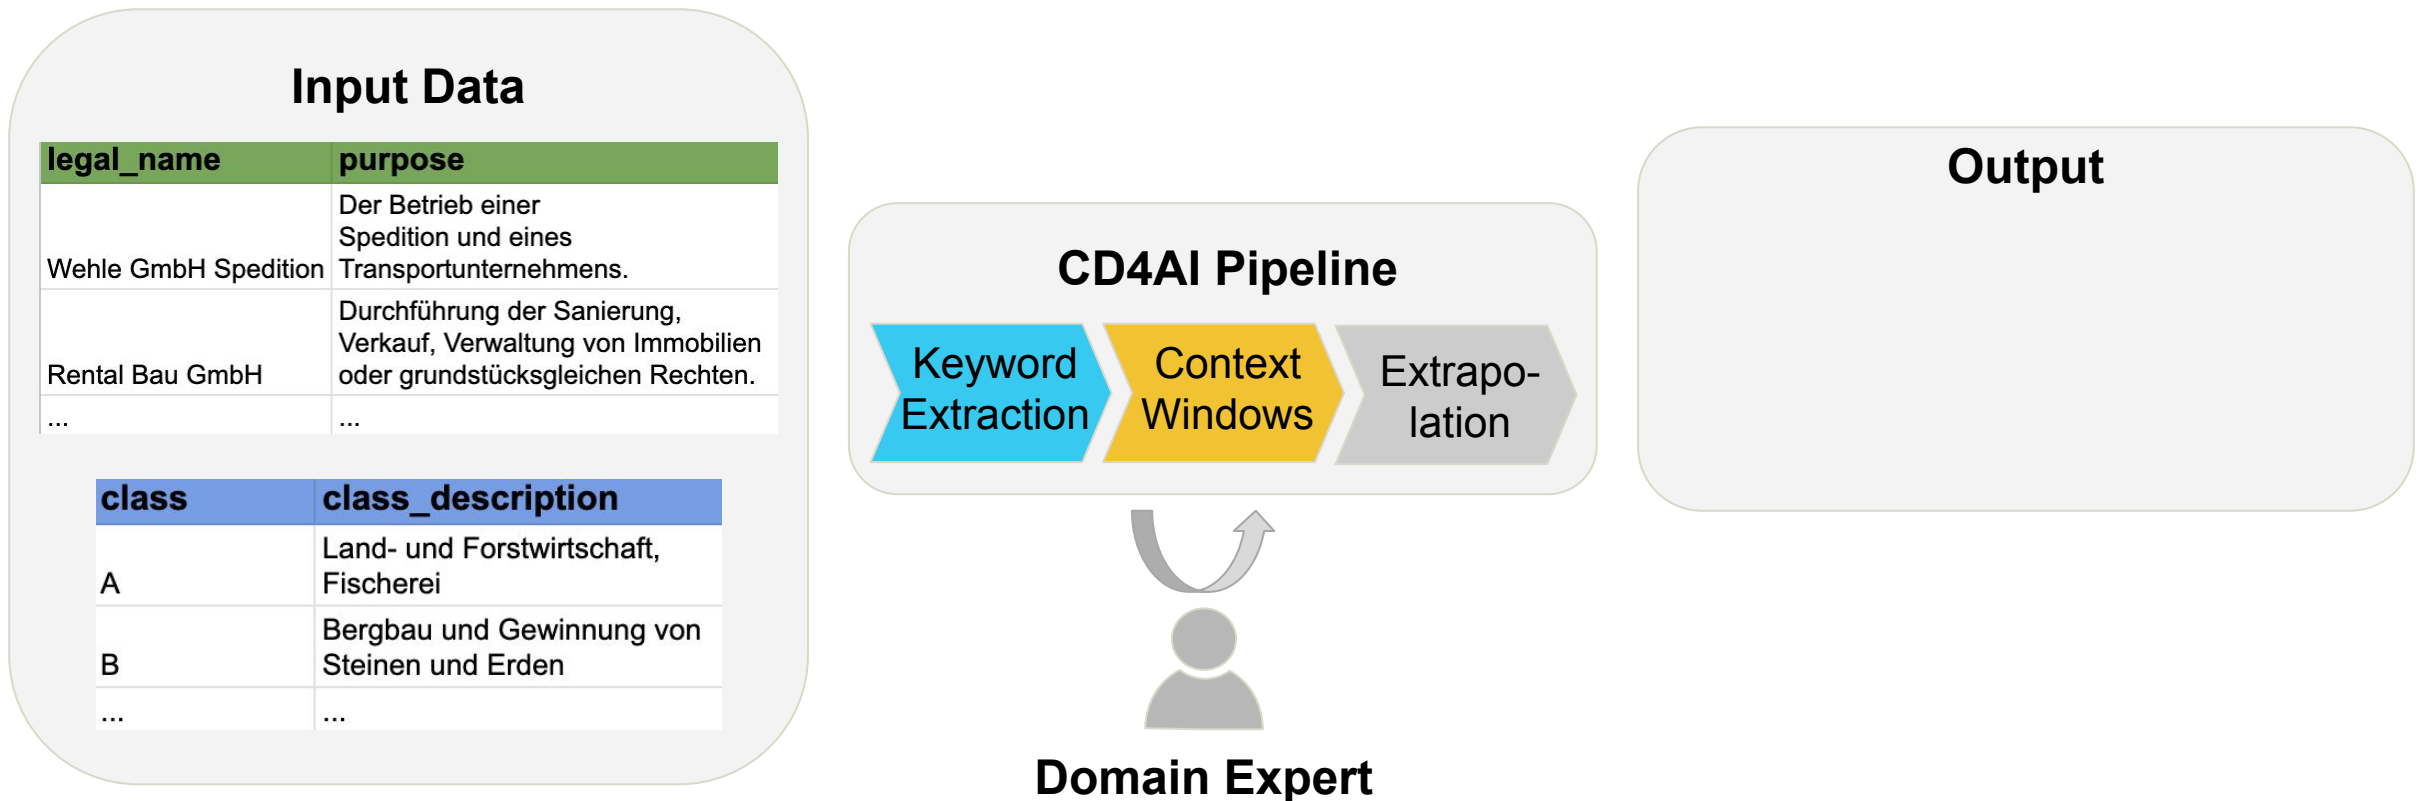 Input Data
legal_name purpose
Der Betrieb einer
Spedition und eines
Wehle GmbH Spedition Transportunternehmens.
Durchführung der Sanierung,
Verkauf, Verwaltung von Immobilien
Rental Bau GmbH oder grundstücksgleichen Rechten.
... ...
class class_description
Land- und Forstwirtschaft,
A Fischerei
Bergbau und Gewinnung von
B Steinen und Erden
... ...
CD4AI Pipeline
Keyword
Extraction
Context
Windows
Extrapo-
lation
Domain Expert
Output